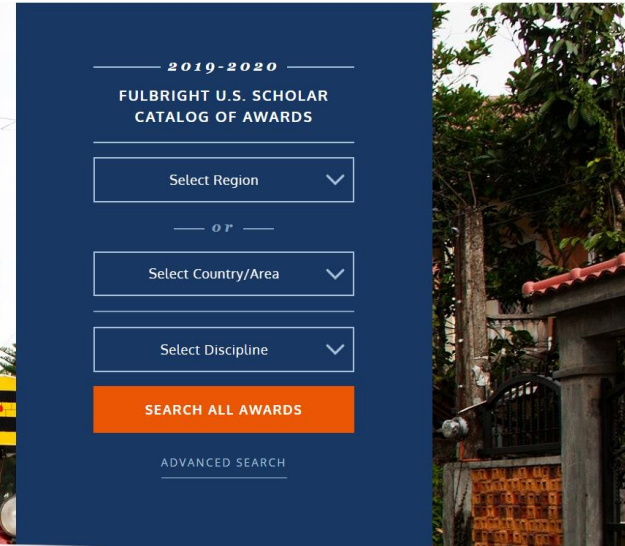 2019-2020
FULBRIGHT U.S. SCHOLAR
CATALOG OF AWARDS
Select Region
or
Select Country/Area
Select Discipline
SEARCH ALL AWARDS
ADVANCED SEARCH